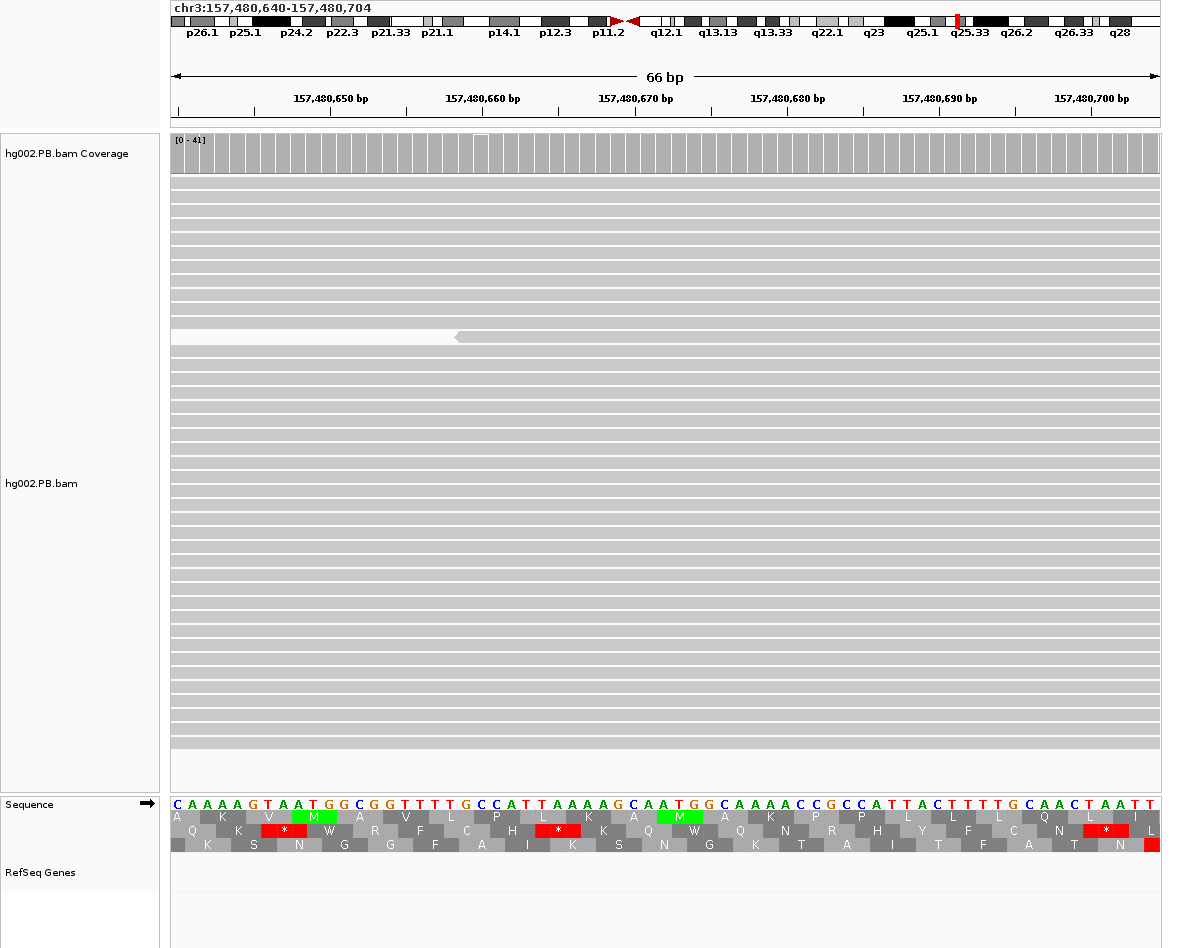 chr3:157,480,640-157,480,704
p26.1 p25.1 p24.2 p22.3 p21.33 p21.1 p14.1 p12.3 p11.2 q12.1 q13.13 q13.33 q22.1 q23 q25.1 q25.33 q26.2 q26.33 q28
66 bp
157,480,650 bp 157,480,660 bp 157,480,670 bp 157,480,680 bp 157,480,690 bp 157,480,700 bp
[0 - 41]
hg002.PB.bam Coverage
hg002.PB.bam
Sequence C A A A A G T A A T G G C G G T T T T G C C A T T A A A A G C A A T G G C A A A A C C G C C A T T A C T T T T G C A A C T A A T T
A K V M A V L P L K A M A K P P L L L Q L I
Q K * W R F C H * K Q W Q N R H Y F C N * L
K S N G G F A I K S N G K T A I T F A T N
RefSeq Genes